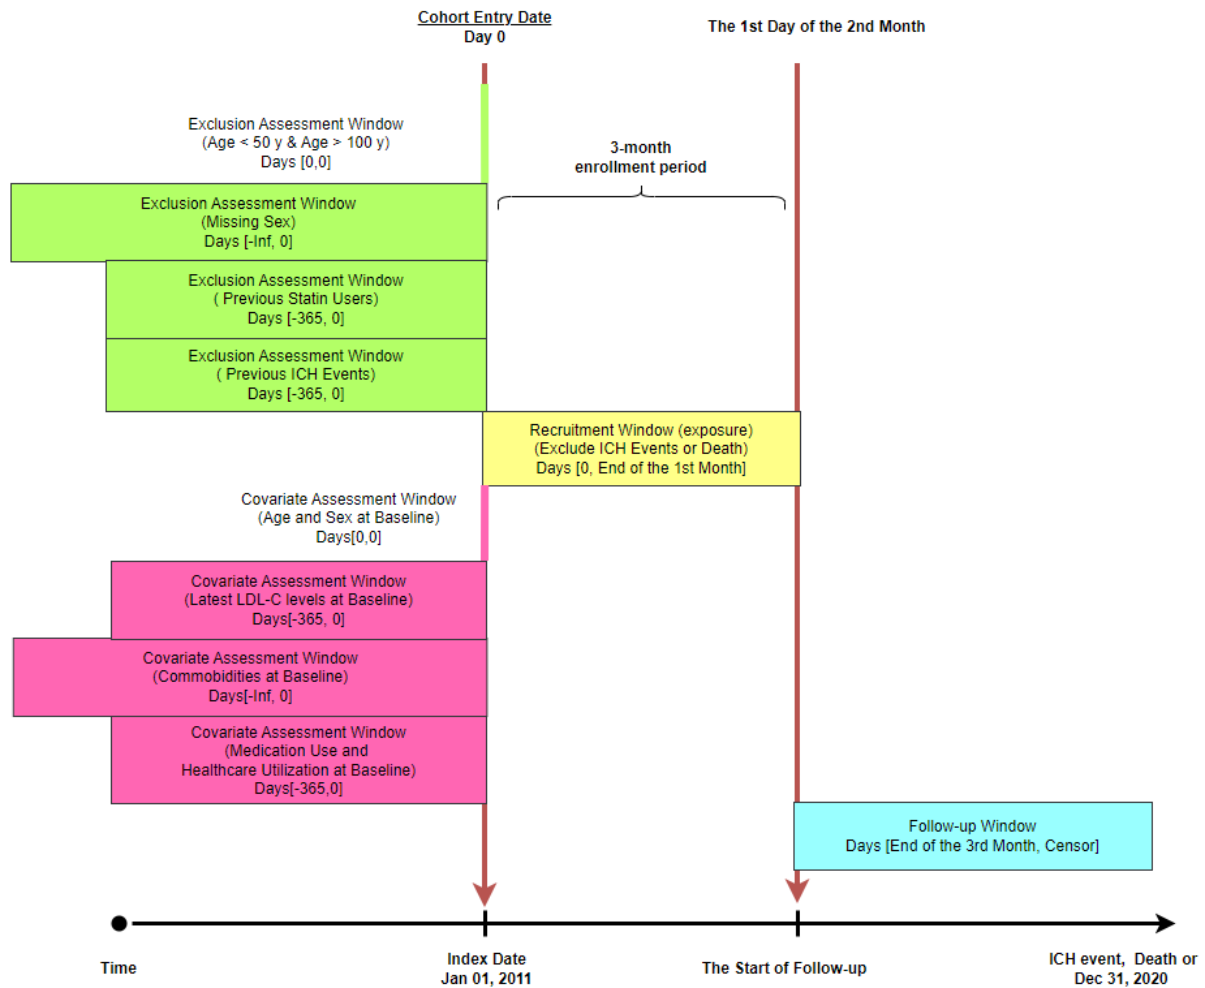 Cohort Entry Date
Day 0
The 1st Day of the 2nd Month
Exclusion Assessment Window
(Age < 50 y & Age > 100 y)
Days [0,0]
3-month
enrollment period
Exclusion Assessment Window
(Missing Sex)
Days [-Inf, 0]
Exclusion Assessment Window
( Previous Statin Users)
Days [-365, 0]
Exclusion Assessment Window
( Previous ICH Events)
Days [-365, 0]
Recruitment Window (exposure)
(Exclude ICH Events or Death)
Days [0, End of the 1st Month]
Covariate Assessment Window
(Age and Sex at Baseline)
Days[0,0]
Covariate Assessment Window
(Latest LDL-C levels at Baseline)
Days[-365, 0]
Covariate Assessment Window
(Commobidities at Baseline)
Days[-Inf, 0]
Covariate Assessment Window
(Medication Use and
Healthcare Utilization at Baseline)
Days[-365,0]
Follow-up Window
Days [End of the 3rd Month, Censor]
Time
Index Date
Jan 01, 2011
The Start of Follow-up
ICH event,  Death or
Dec 31, 2020